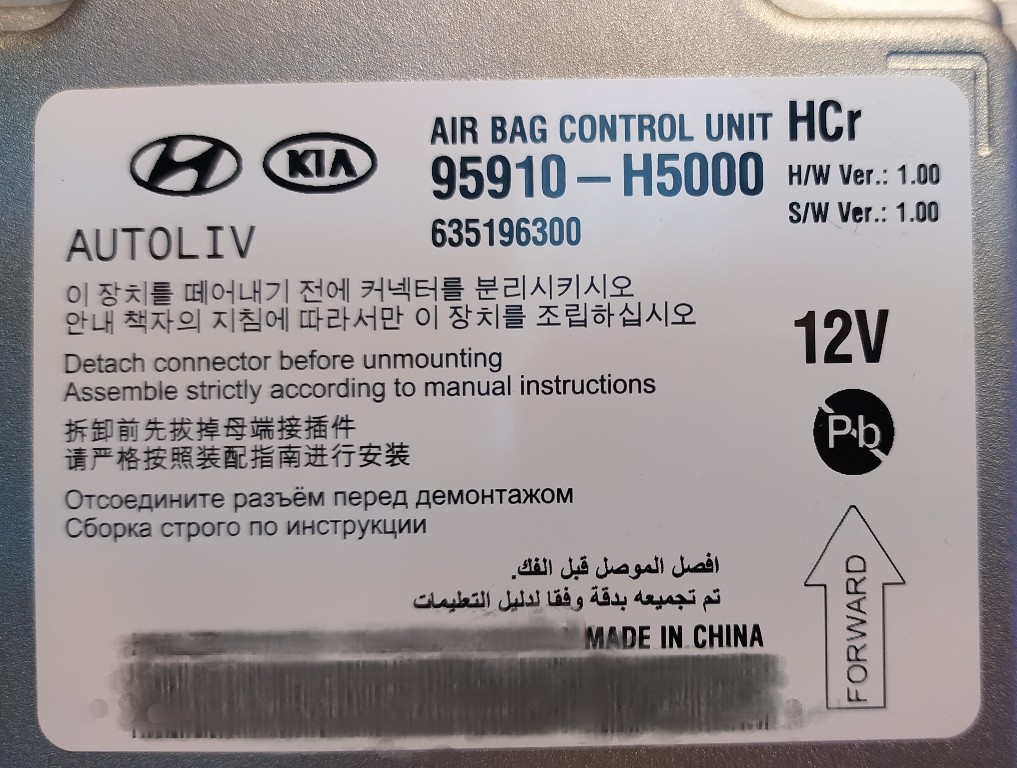 KIA
AIR BAG CONTROL UNIT HCr
95910-H5000
H/W Ver.: 1.00
S/W Ver.: 1.00
635196300
AUTOLIV
이 장치를 떼어내기 전에 커넥터를 분리시키시오
안내 책자의 지침에 따라서만 이 장치를 조립하십시오
Detach connector before unmounting
Assemble strictly according to manual instructions
拆卸前先拔掉母端接插件
请严格按照装配指南进行安装
Отсоедините разъём перед демонтажом
Сборка строго по инструкции
افصل الموصل قبل الفك.
تم تجميعه بدقة وفقا لدليل التعليمات
MADE IN CHINA
12V
Pb
FORWARD